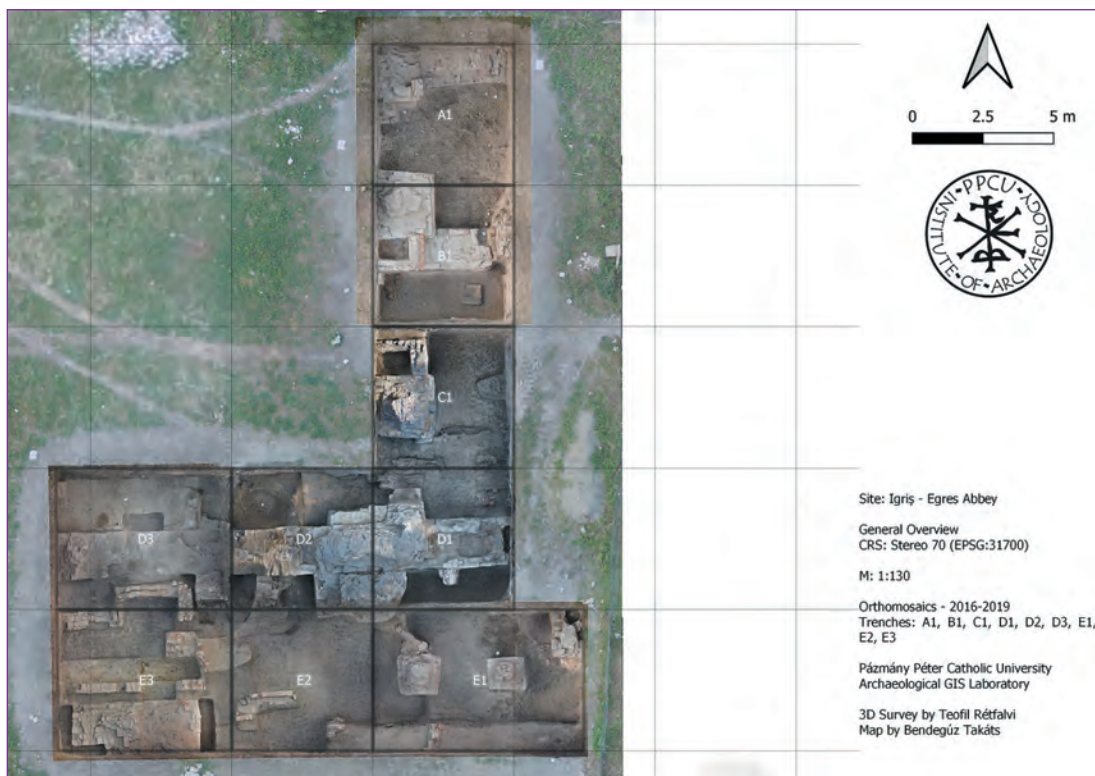 A1
B1
C1
D3
D2
D1
E3
E2
E1
0 2.5 5 m
PPCU
INSTITUTE OF ARCHAEOLOGY
Site: Igriș - Egres Abbey
General Overview
CRS: Stereo 70 (EPSG:31700)
M: 1:130
Orthomosaics - 2016-2019
Trenches: A1, B1, C1, D1, D2, D3, E1,
E2, E3
Pázmány Péter Catholic University
Archaeological GIS Laboratory
3D Survey by Teofil Rétfalvi
Map by Bendegúz Takáts